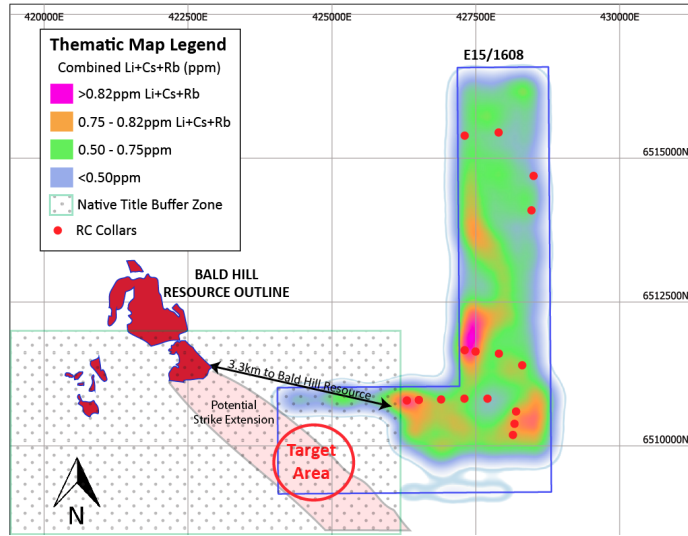 420000E
422500E
425000E
427500E
430000E
Thematic Map Legend
Combined Li+Cs+Rb (ppm)
>0.82ppm Li+Cs+Rb
0.75 - 0.82ppm Li+Cs+Rb
0.50 - 0.75ppm
<0.50ppm
Native Title Buffer Zone
RC Collars
E15/1608
6515000N
BALD HILL
RESOURCE OUTLINE
6512500N
3.3km to Bald Hill Resource
Potential
Strike Extension
Target
Area
6510000N
N